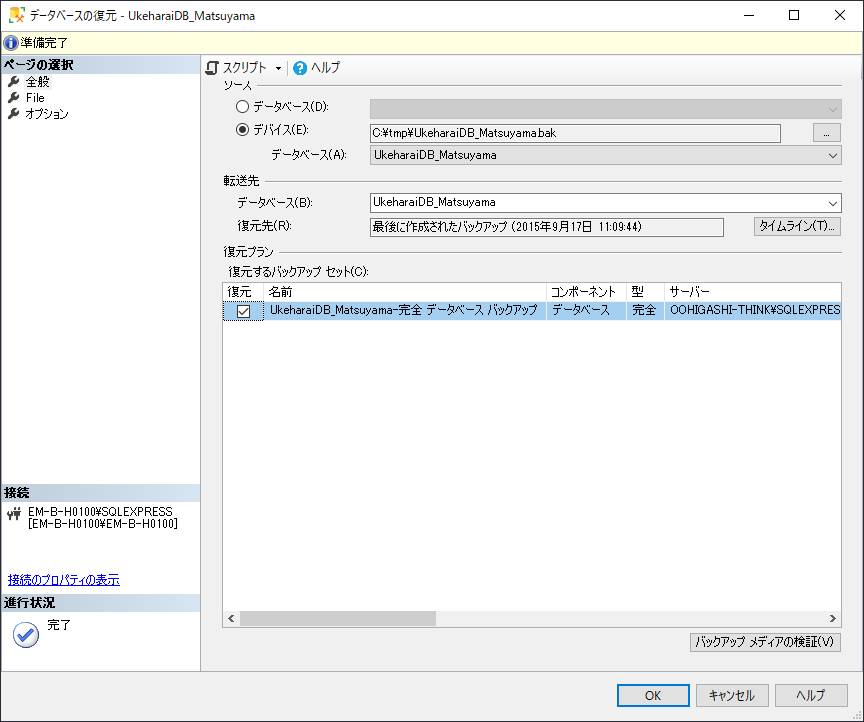 データベースの復元 - UkeharaiDB_Matsuyama
準備完了
ページの選択
全般
File
オプション
スクリプト
ヘルプ
ソース
データベース(D):
デバイス(E):
C:¥tmp¥UkeharaiDB_Matsuyama.bak
...
データベース(A):
UkeharaiDB_Matsuyama
転送先
データベース(B):
UkeharaiDB_Matsuyama
復元先(R):
最後に作成されたバックアップ (2015年9月17日 11:09:44)
タイムライン(T)...
復元プラン
復元するバックアップ セット(C):
復元 名前 コンポーネント 型 サーバー
UkeharaiDB_Matsuyama-完全 データベース バックアップ データベース 完全 OOHIGASHI-THINK¥SQLEXPRES
接続
EM-B-H0100¥SQLEXPRESS
[EM-B-H0100¥EM-B-H0100]
接続のプロパティの表示
進行状況
完了
バックアップ メディアの検証(V)
OK
キャンセル
ヘルプ